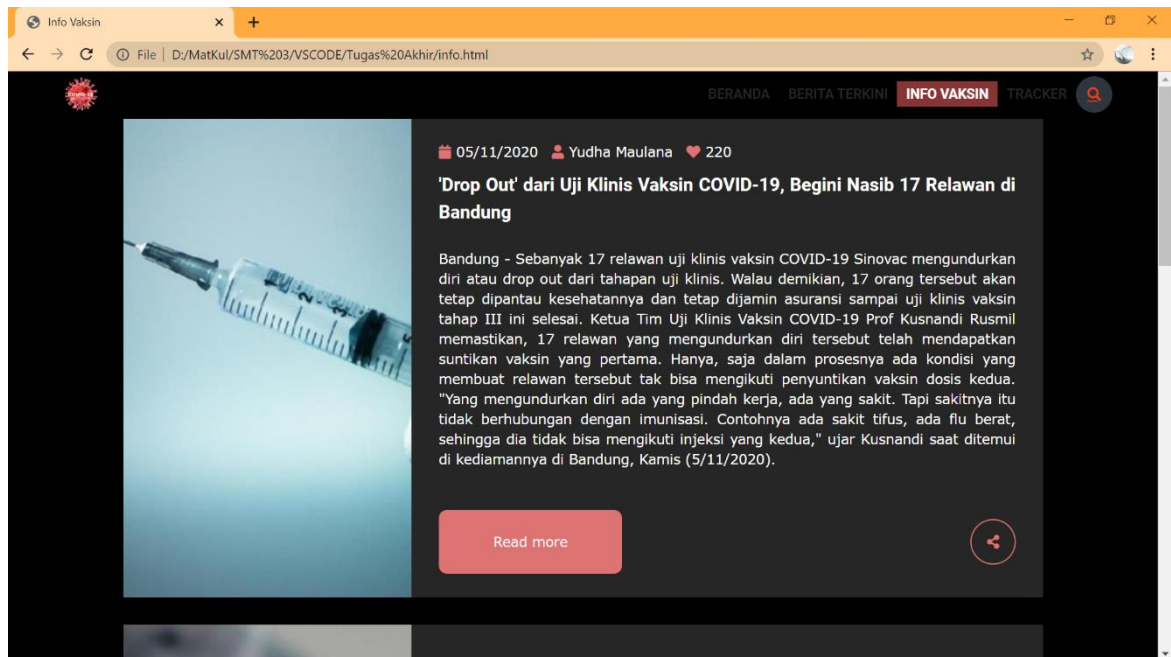 Info Vaksin
File | D:/MatKul/SMT%203/VSCODE/Tugas%20Akhir/info.html
BERANDA BERITA TERKINI INFO VAKSIN TRACKER
05/11/2020 Yudha Maulana 220
'Drop Out' dari Uji Klinis Vaksin COVID-19, Begini Nasib 17 Relawan di
Bandung
Bandung - Sebanyak 17 relawan uji klinis vaksin COVID-19 Sinovac mengundurkan
diri atau drop out dari tahapan uji klinis. Walau demikian, 17 orang tersebut akan
tetap dipantau kesehatannya dan tetap dijamin asuransi sampai uji klinis vaksin
tahap III ini selesai. Ketua Tim Uji Klinis Vaksin COVID-19 Prof Kusnandi Rusmil
memastikan, 17 relawan yang mengundurkan diri tersebut telah mendapatkan
suntikan vaksin yang pertama. Hanya, saja dalam prosesnya ada kondisi yang
membuat relawan tersebut tak bisa mengikuti penyuntikan vaksin dosis kedua.
"Yang mengundurkan diri ada yang pindah kerja, ada yang sakit. Tapi sakitnya itu
tidak berhubungan dengan imunisasi. Contohnya ada sakit tifus, ada flu berat,
sehingga dia tidak bisa mengikuti injeksi yang kedua," ujar Kusnandi saat ditemui
di kediamannya di Bandung, Kamis (5/11/2020).
Read more